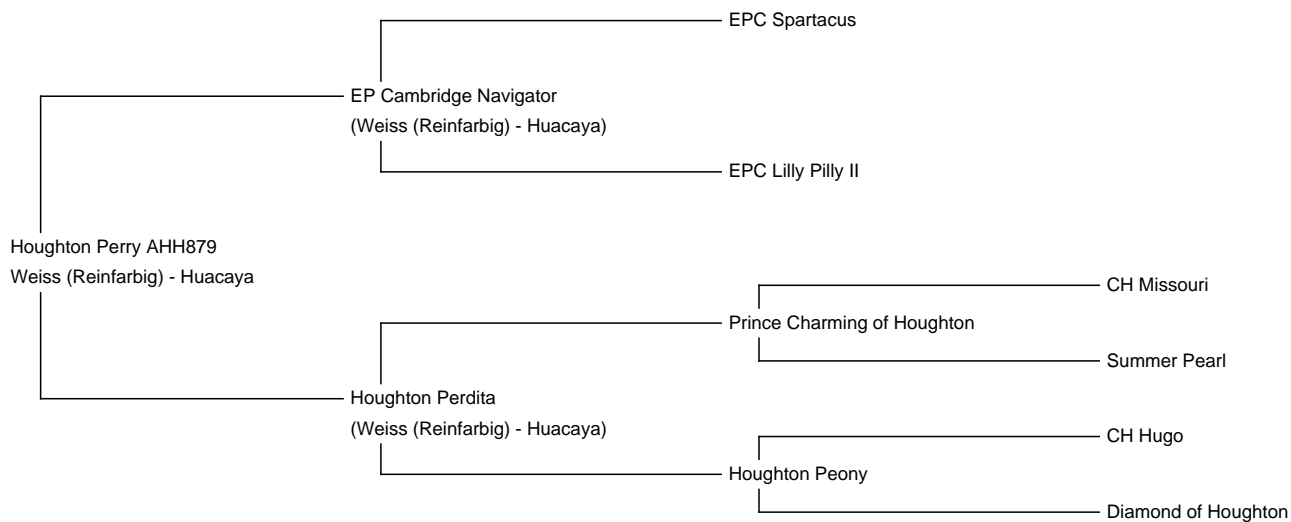 EPC Spartacus
EP Cambridge Navigator
(Weiss (Reinfarbig) - Huacaya)
EPC Lilly Pilly II
Houghton Perry AHH879
Weiss (Reinfarbig) - Huacaya
CH Missouri
Prince Charming of Houghton
Summer Pearl
Houghton Perdita
(Weiss (Reinfarbig) - Huacaya)
CH Hugo
Houghton Peony
Diamond of Houghton